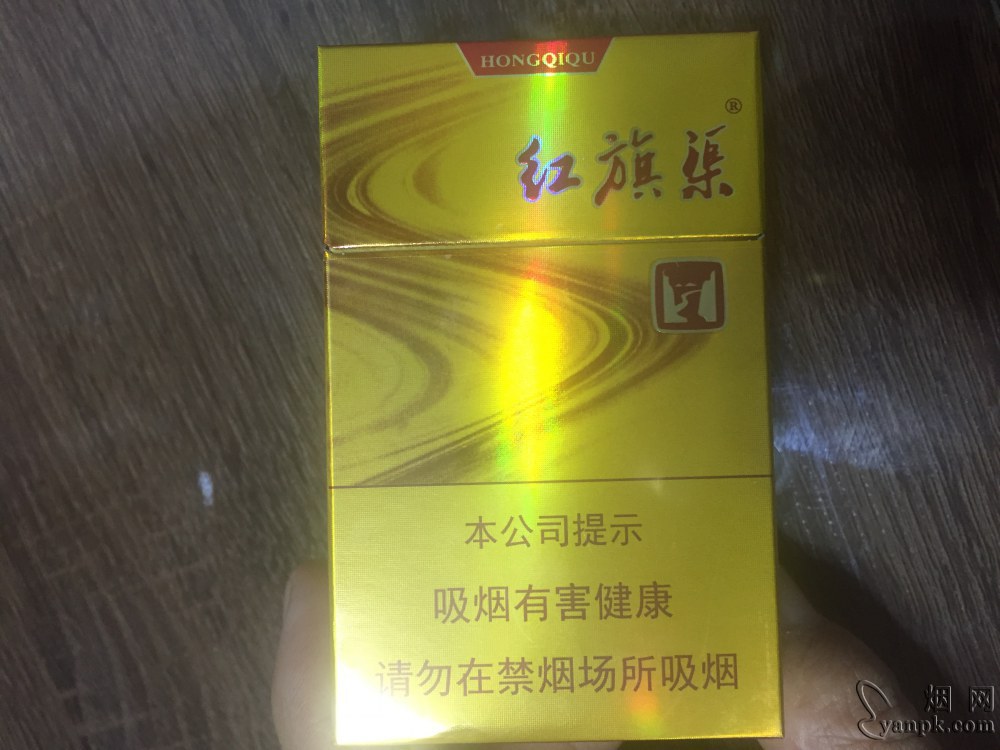 HONGQIQU
®
红旗渠
本公司提示
吸烟有害健康
请勿在禁烟场所吸烟
烟网
yanpk.com